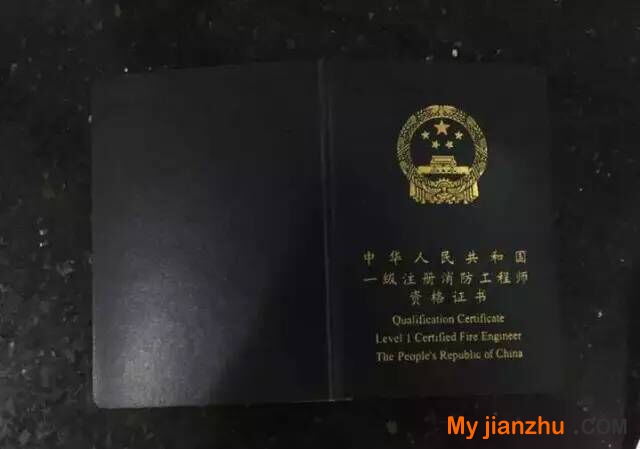 中华人民共和国
一级注册消防工程师
资格证书
Qualification Certificate
Level 1 Certified Fire Engineer
The People's Republic of China
My jianzhu .COM